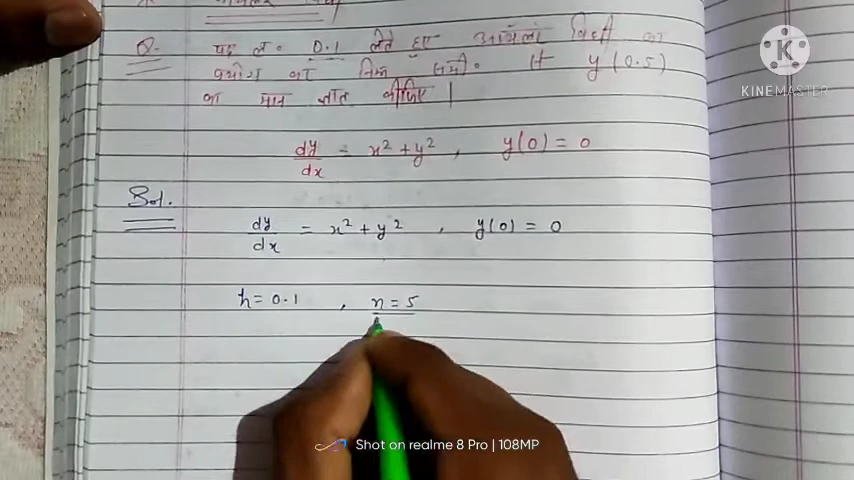 Q. पद ल. 0.1 लेते हुए आयलर विधी का
KINEMASTER
प्रयोग कर निम्न समी. से y(0.5)
का मान ज्ञात कीजिए |
dy/dx = x² + y² , y(0) = 0
Sol.
dy/dx = x² + y² , y(0) = 0
h = 0.1 , n = 5
Shot on realme 8 Pro | 108MP